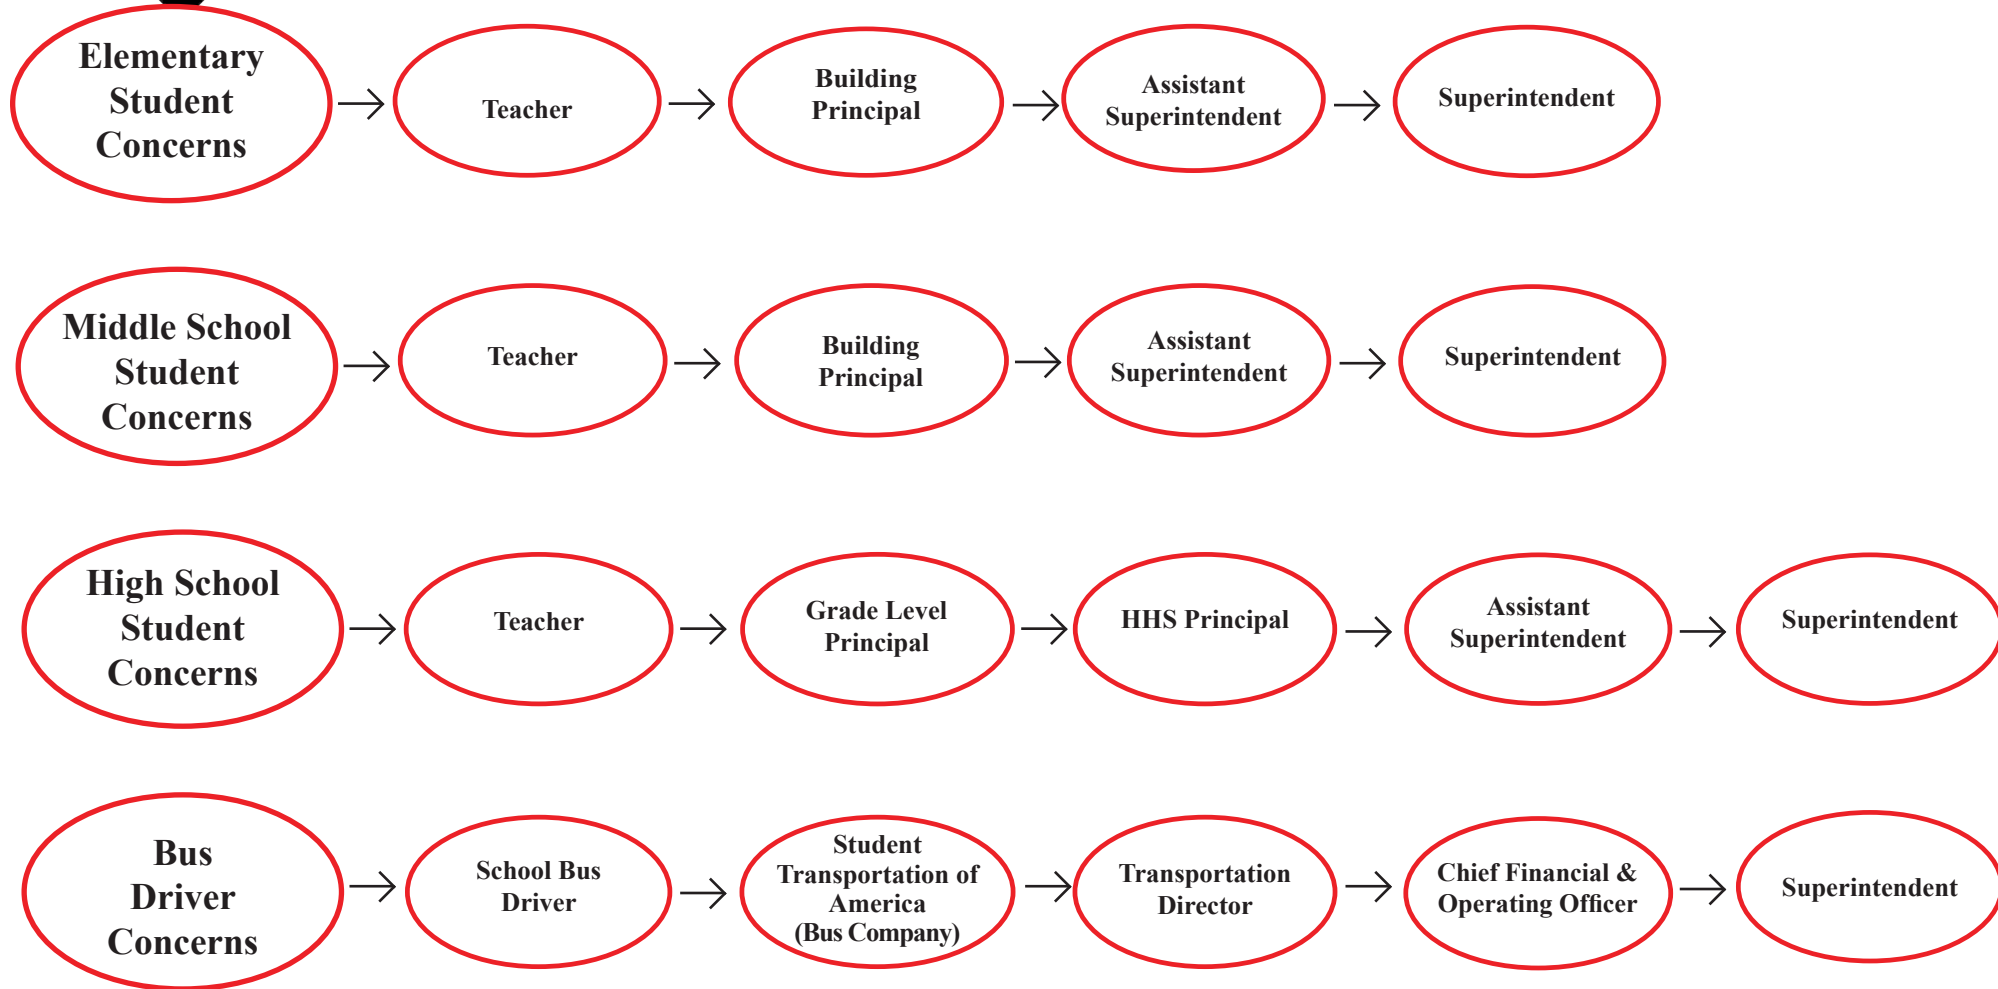 Elementary
Student
Concerns
Teacher
Building
Principal
Assistant
Superintendent
Superintendent
Middle School
Student
Concerns
Teacher
Building
Principal
Assistant
Superintendent
Superintendent
High School
Student
Concerns
Teacher
Grade Level
Principal
HHS Principal
Assistant
Superintendent
Superintendent
Bus
Driver
Concerns
School Bus
Driver
Student
Transportation of
America
(Bus Company)
Transportation
Director
Chief Financial &
Operating Officer
Superintendent